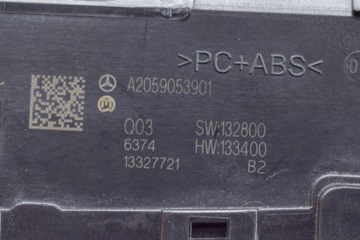 >PC+ABS<
A2059053901
Q03 SW:132800
6374 HW:133400
13327721 B2